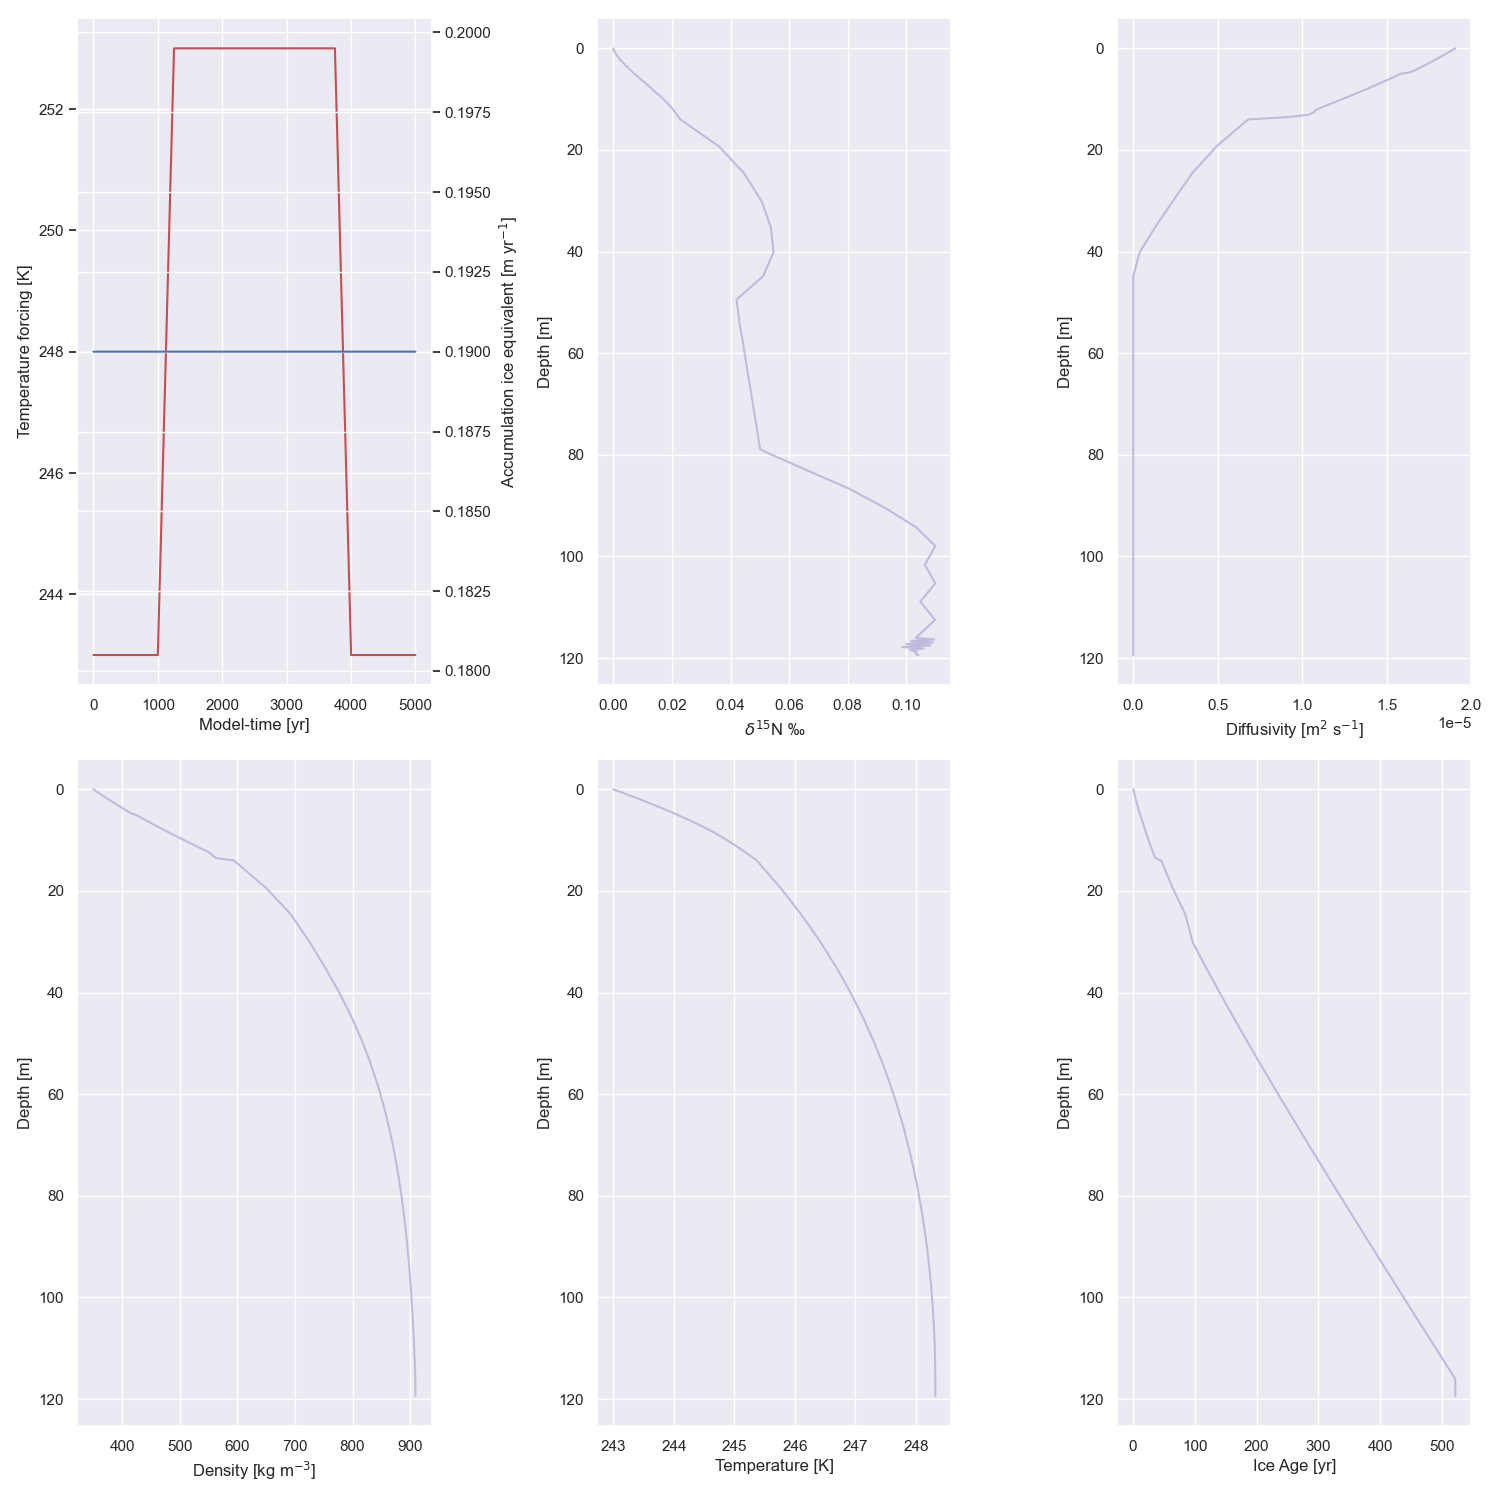 Temperature forcing [K]
252
250
248
246
244
0.2000
0.1975
0.1950
0.1925
0.1900
0.1875
0.1850
0.1825
0.1800
Accumulation ice equivalent [m yr⁻¹]
0 1000 2000 3000 4000 5000
Model-time [yr]
Depth [m]
0
20
40
60
80
100
120
0.00 0.02 0.04 0.06 0.08 0.10
δ¹⁵N ‰
Depth [m]
0
20
40
60
80
100
120
0.0 0.5 1.0 1.5 2.0
1e−5
Diffusivity [m² s⁻¹]
Depth [m]
0
20
40
60
80
100
120
400 500 600 700 800 900
Density [kg m⁻³]
Depth [m]
0
20
40
60
80
100
120
243 244 245 246 247 248
Temperature [K]
Depth [m]
0
20
40
60
80
100
120
0 100 200 300 400 500
Ice Age [yr]